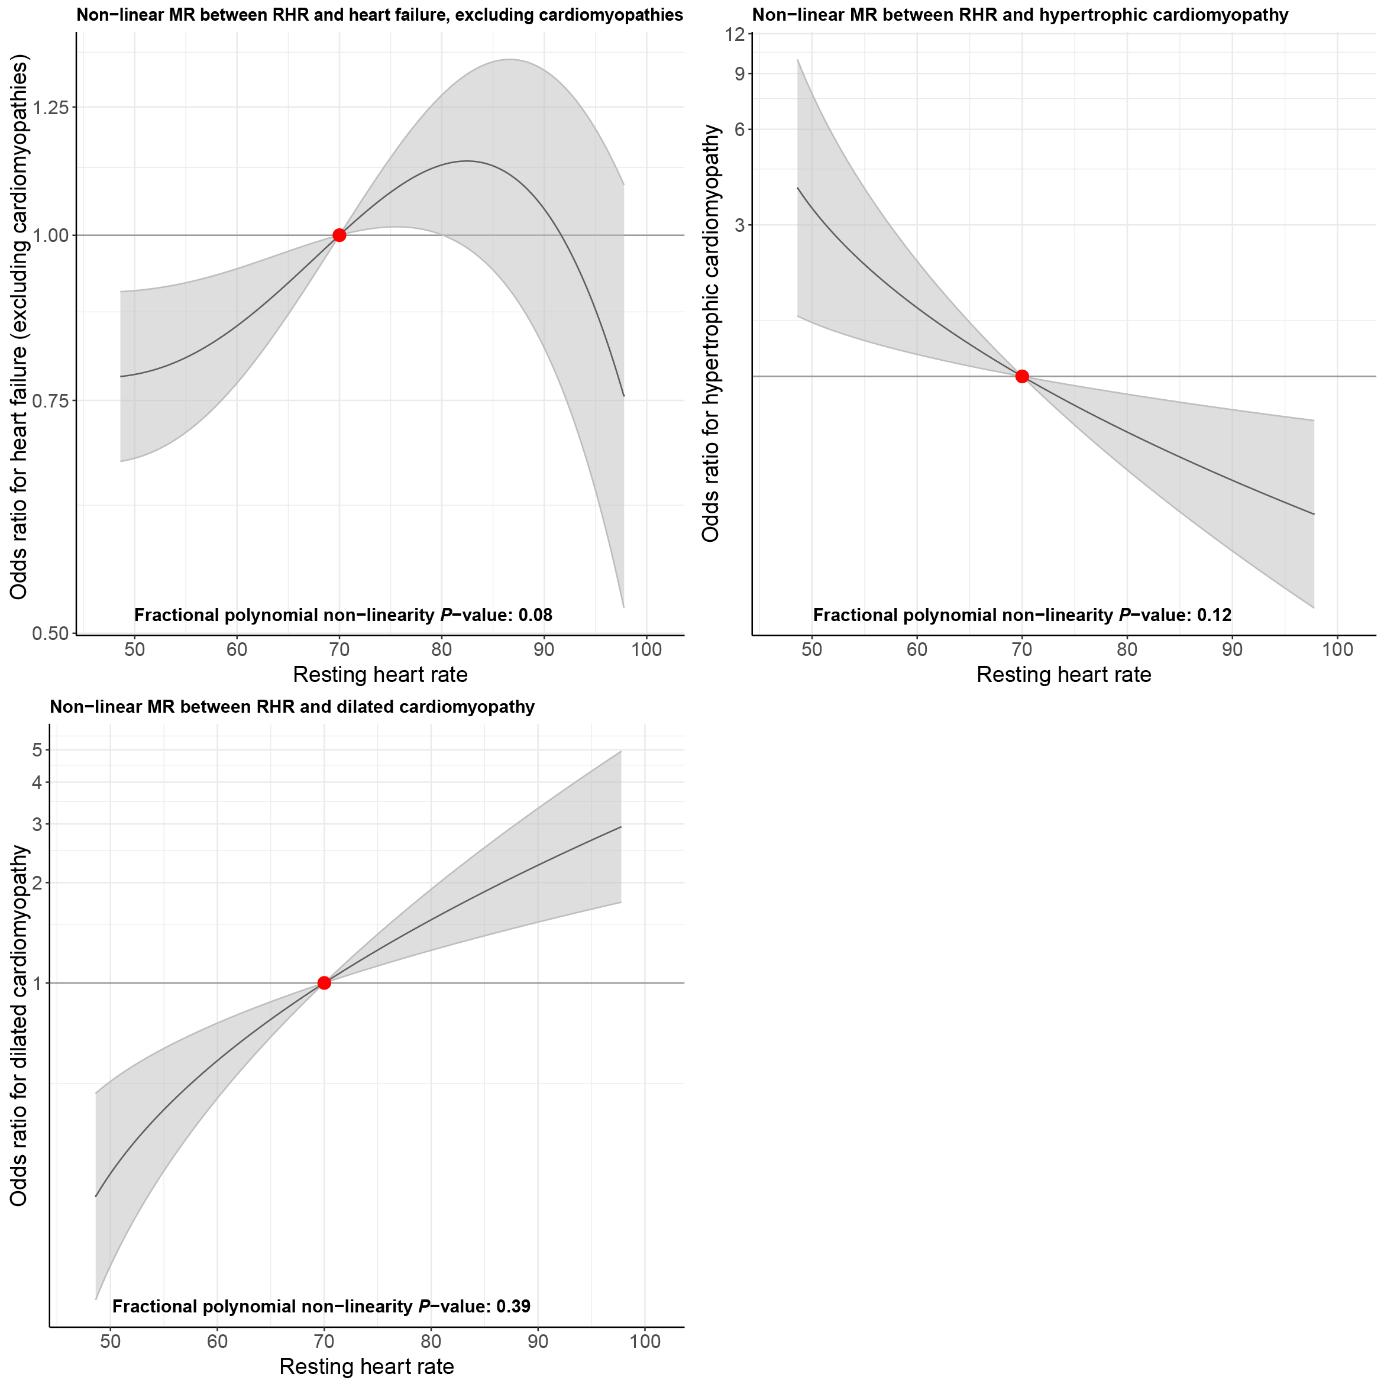 Non−linear MR between RHR and heart failure, excluding cardiomyopathies
Odds ratio for heart failure (excluding cardiomyopathies)
1.25
1.00
0.75
0.50
Fractional polynomial non−linearity P−value: 0.08
50 60 70 80 90 100
Resting heart rate
Non−linear MR between RHR and hypertrophic cardiomyopathy
Odds ratio for hypertrophic cardiomyopathy
12
9
6
3
Fractional polynomial non−linearity P−value: 0.12
50 60 70 80 90 100
Resting heart rate
Non−linear MR between RHR and dilated cardiomyopathy
Odds ratio for dilated cardiomyopathy
5
4
3
2
1
Fractional polynomial non−linearity P−value: 0.39
50 60 70 80 90 100
Resting heart rate